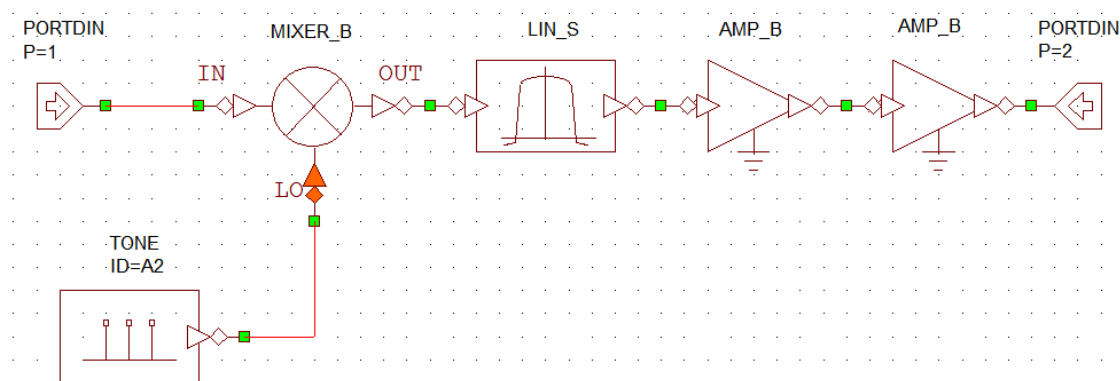 PORTDIN
P=1
MIXER_B
LIN_S
AMP_B
AMP_B
PORTDIN
P=2
IN
OUT
LO
TONE
ID=A2